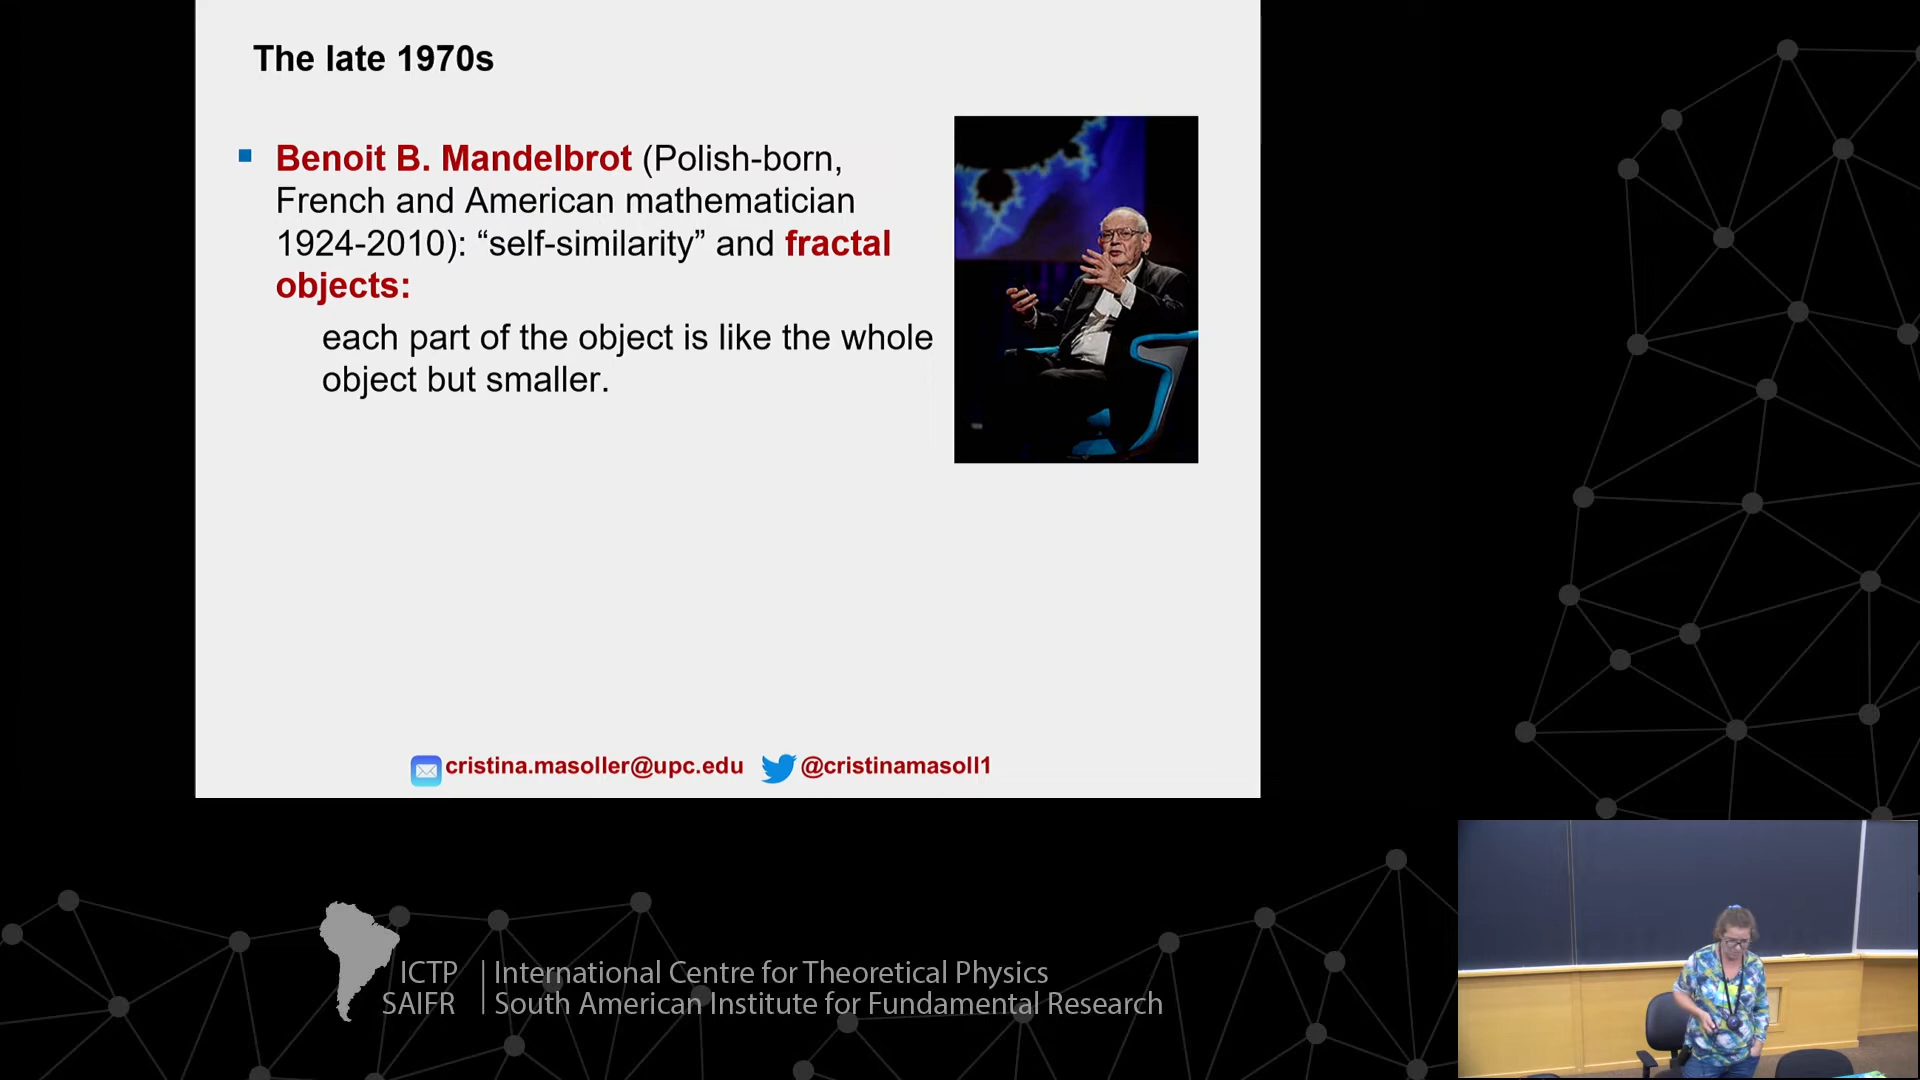 The late 1970s
Benoit B. Mandelbrot (Polish-born,
French and American mathematician
1924-2010): “self-similarity” and fractal
objects:
each part of the object is like the whole
object but smaller.
cristina.masoller@upc.edu @cristinamasoll1
ICTP International Centre for Theoretical Physics
SAIFR South American Institute for Fundamental Research